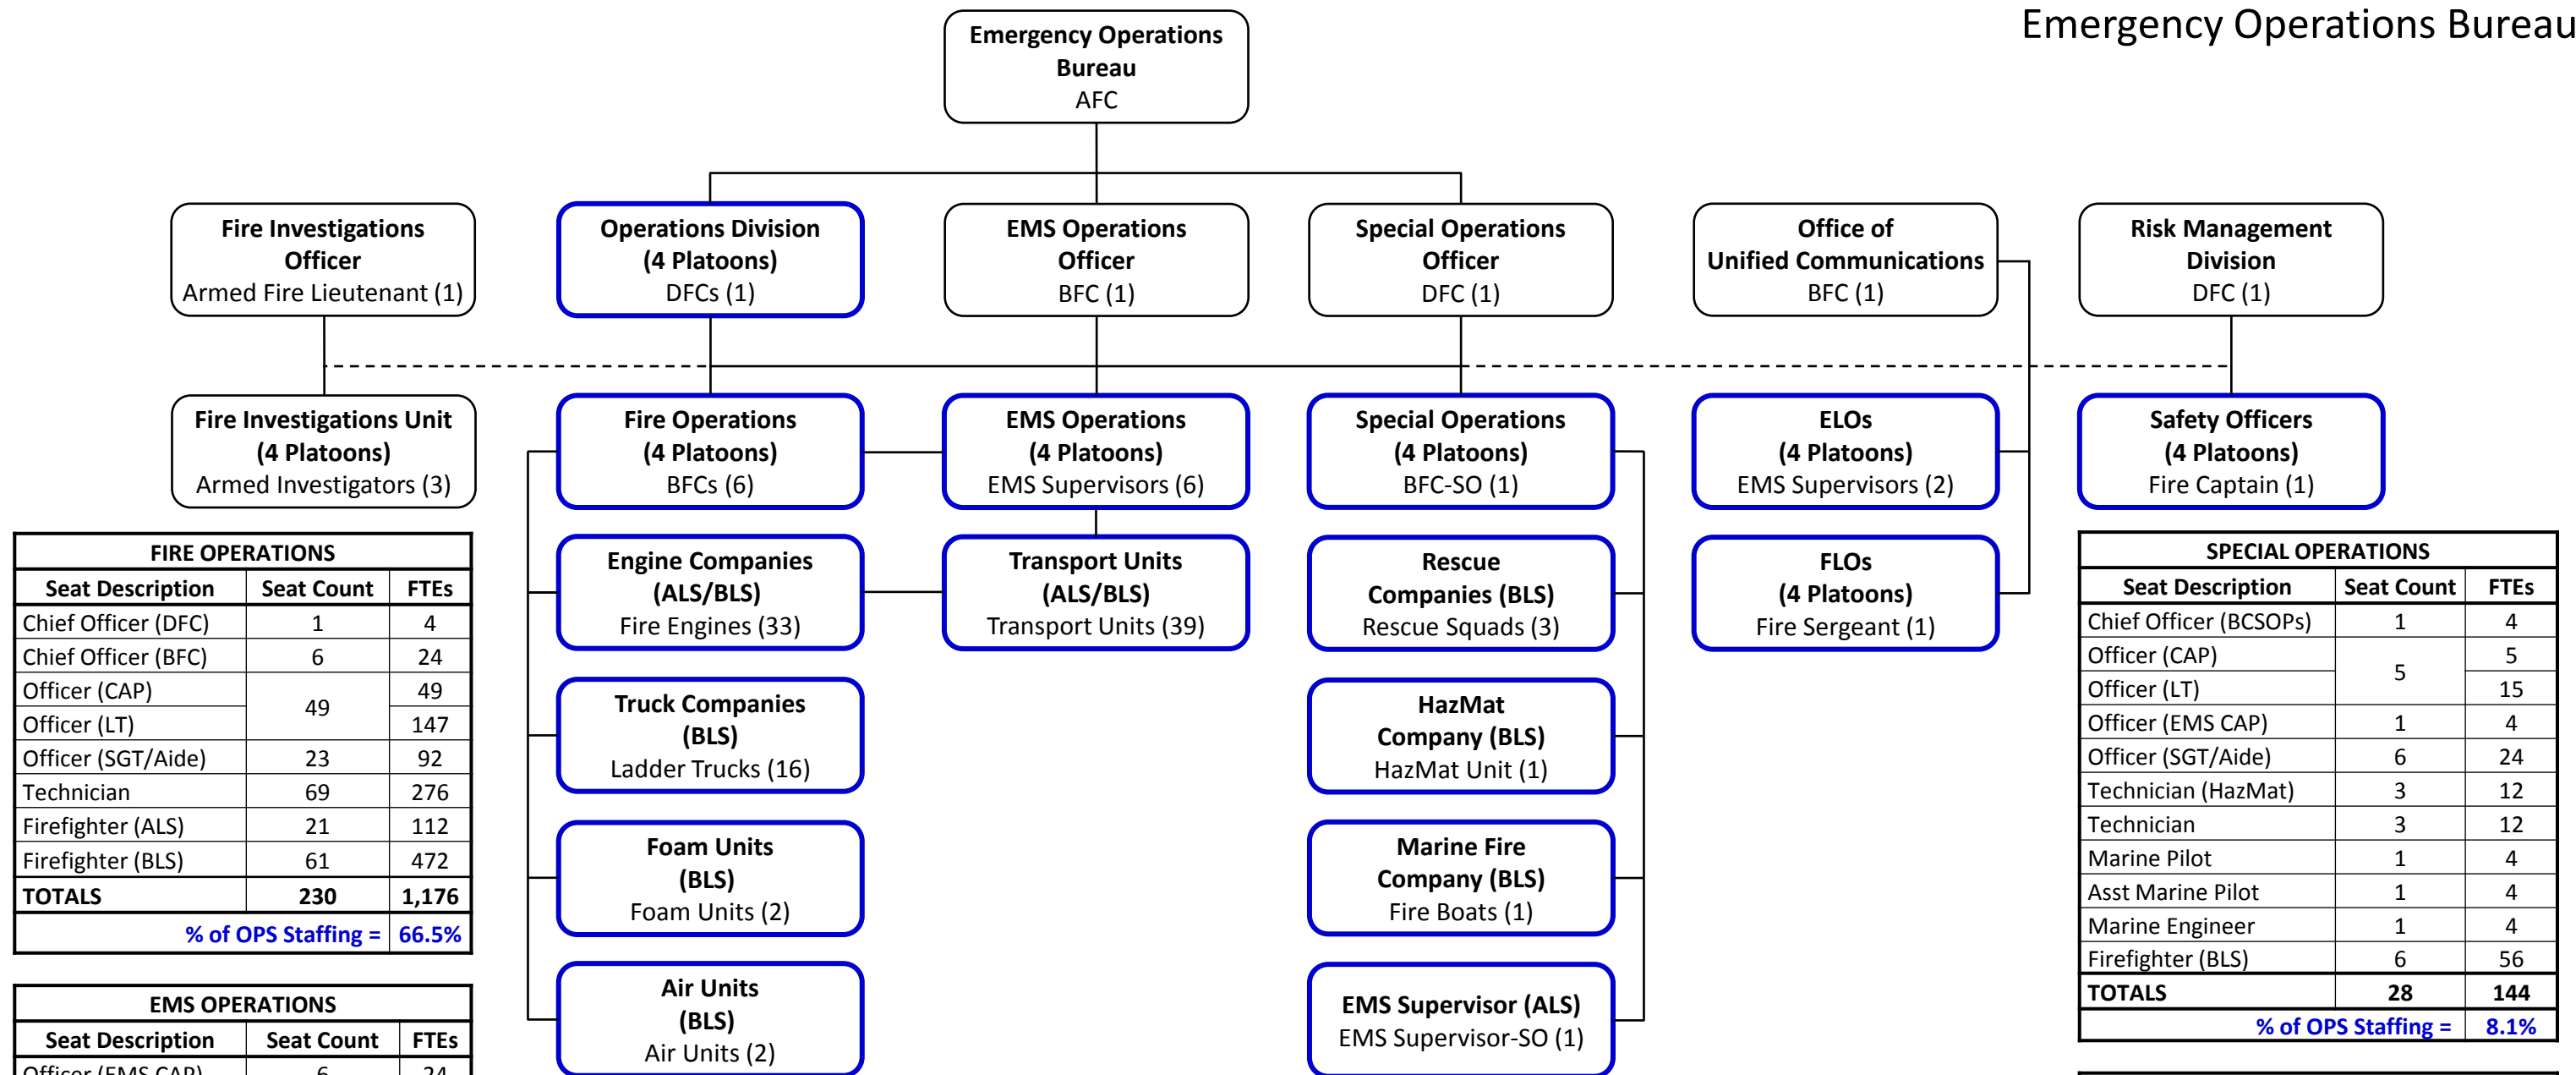 Emergency Operations Bureau
Emergency Operations
Bureau
AFC
Fire Investigations
Officer
Armed Fire Lieutenant (1)
Operations Division
(4 Platoons)
DFCs (1)
EMS Operations
Officer
BFC (1)
Special Operations
Officer
DFC (1)
Office of
Unified Communications
BFC (1)
Risk Management
Division
DFC (1)
Fire Investigations Unit
(4 Platoons)
Armed Investigators (3)
Fire Operations
(4 Platoons)
BFCs (6)
EMS Operations
(4 Platoons)
EMS Supervisors (6)
Special Operations
(4 Platoons)
BFC-SO (1)
ELOs
(4 Platoons)
EMS Supervisors (2)
Safety Officers
(4 Platoons)
Fire Captain (1)
Engine Companies
(ALS/BLS)
Fire Engines (33)
Transport Units
(ALS/BLS)
Transport Units (39)
Rescue
Companies (BLS)
Rescue Squads (3)
FLOs
(4 Platoons)
Fire Sergeant (1)
Truck Companies
(BLS)
Ladder Trucks (16)
HazMat
Company (BLS)
HazMat Unit (1)
Foam Units
(BLS)
Foam Units (2)
Marine Fire
Company (BLS)
Fire Boats (1)
Air Units
(BLS)
Air Units (2)
EMS Supervisor (ALS)
EMS Supervisor-SO (1)
FIRE OPERATIONS
Seat Description Seat Count FTEs
Chief Officer (DFC) 1 4
Chief Officer (BFC) 6 24
Officer (CAP) 49 49
Officer (LT) 147
Officer (SGT/Aide) 23 92
Technician 69 276
Firefighter (ALS) 21 112
Firefighter (BLS) 61 472
TOTALS 230 1,176
% of OPS Staffing = 66.5%
EMS OPERATIONS
Seat Description Seat Count FTEs
Officer (EMS CAP) 6 24
SPECIAL OPERATIONS
Seat Description Seat Count FTEs
Chief Officer (BCSOPs) 1 4
Officer (CAP) 5 5
Officer (LT) 15
Officer (EMS CAP) 1 4
Officer (SGT/Aide) 6 24
Technician (HazMat) 3 12
Technician 3 12
Marine Pilot 1 4
Asst Marine Pilot 1 4
Marine Engineer 1 4
Firefighter (BLS) 6 56
TOTALS 28 144
% of OPS Staffing = 8.1%